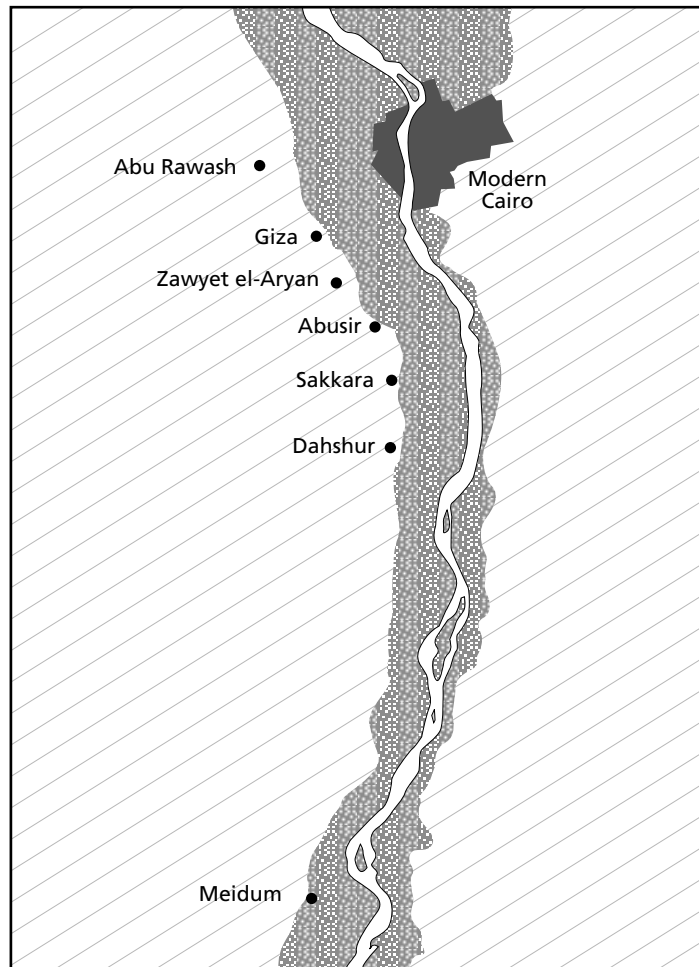 Abu Rawash
Modern
Cairo
Giza
Zawyet el-Aryan
Abusir
Sakkara
Dahshur
Meidum